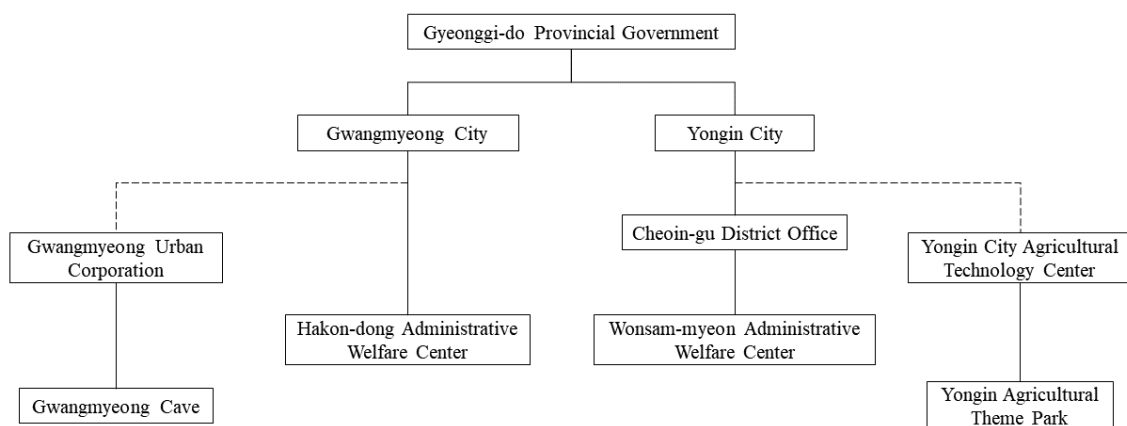 Gyeonggi-do Provincial Government
Gwangmyeong City
Yongin City
Cheoin-gu District Office
Gwangmyeong Urban
Corporation
Yongin City Agricultural
Technology Center
Hakon-dong Administrative
Welfare Center
Wonsam-myeon Administrative
Welfare Center
Gwangmyeong Cave
Yongin Agricultural
Theme Park